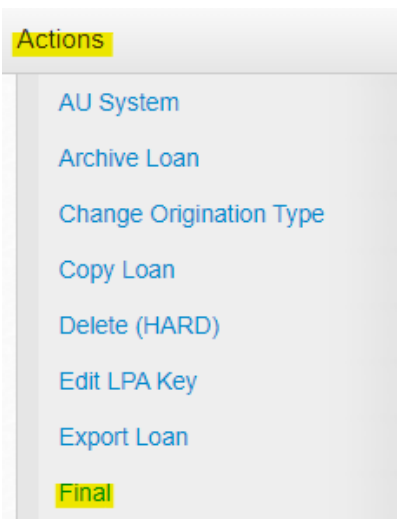 Actions
AU System
Archive Loan
Change Origination Type
Copy Loan
Delete (HARD)
Edit LPA Key
Export Loan
Final